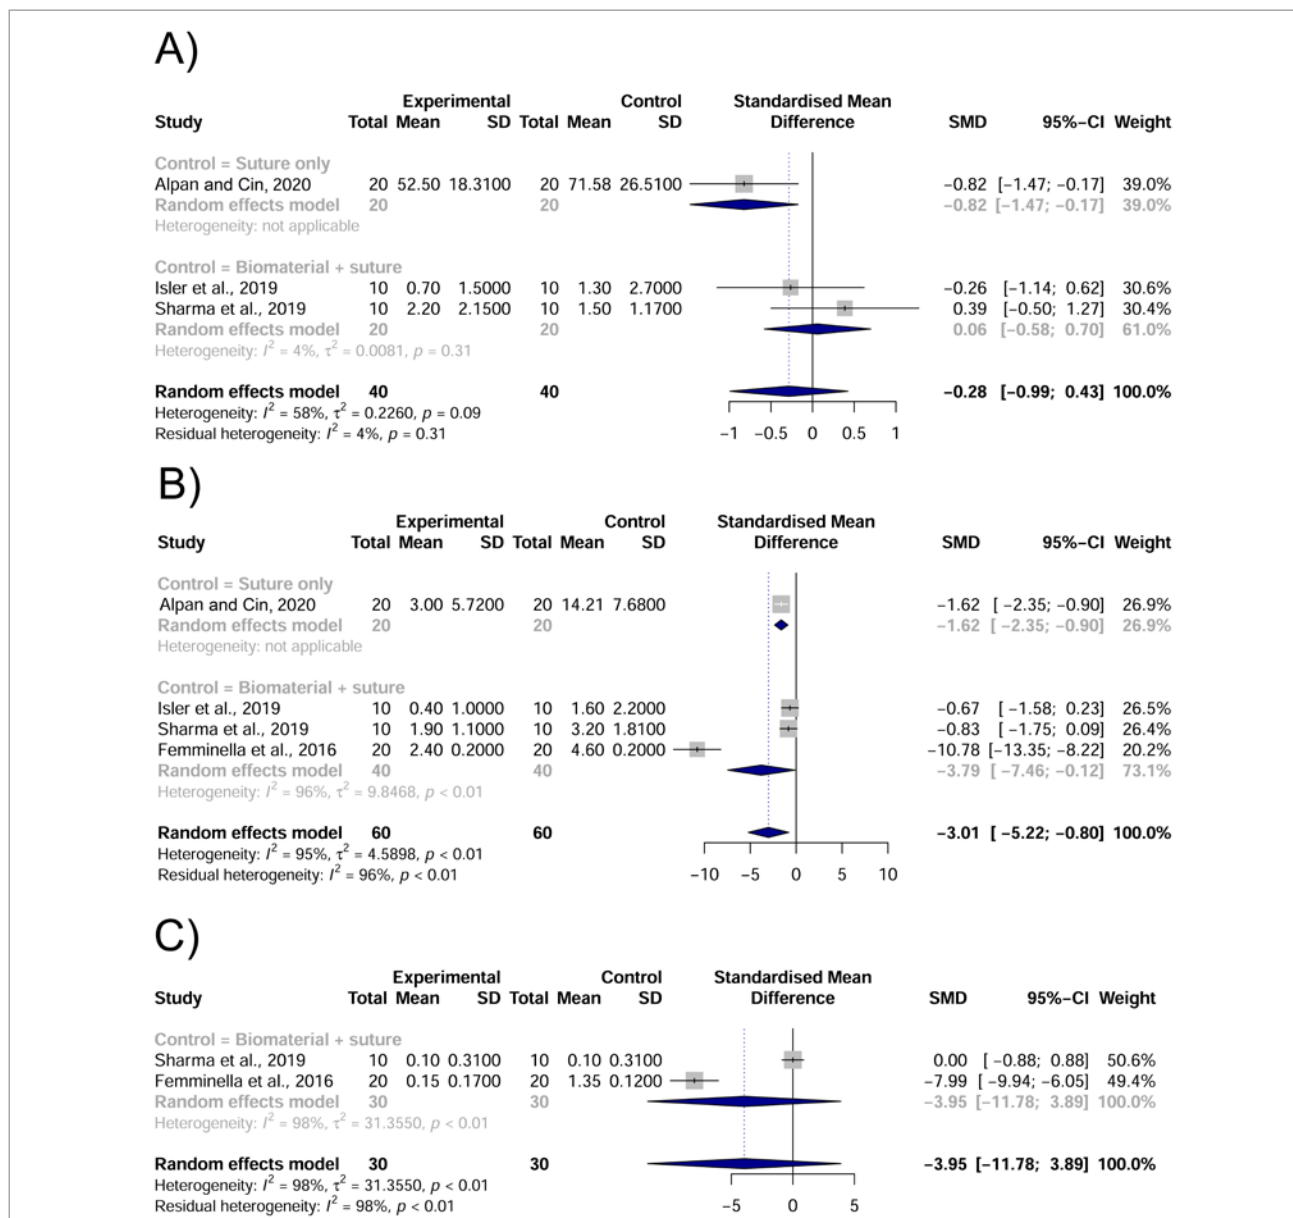 A)
Experimental Control Standardised Mean
Study Total Mean SD Total Mean SD Difference SMD 95%−CI Weight
Control = Suture only
Alpan and Cin, 2020 20 52.50 18.3100 20 71.58 26.5100 −0.82 [−1.47; −0.17] 39.0%
Random effects model 20 20 −0.82 [−1.47; −0.17] 39.0%
Heterogeneity: not applicable
Control = Biomaterial + suture
Isler et al., 2019 10 0.70 1.5000 10 1.30 2.7000 −0.26 [−1.14; 0.62] 30.6%
Sharma et al., 2019 10 2.20 2.1500 10 1.50 1.1700 0.39 [−0.50; 1.27] 30.4%
Random effects model 20 20 0.06 [−0.58; 0.70] 61.0%
Heterogeneity: I² = 4%, τ² = 0.0081, p = 0.31
Random effects model 40 40 −0.28 [−0.99; 0.43] 100.0%
Heterogeneity: I² = 58%, τ² = 0.2260, p = 0.09
Residual heterogeneity: I² = 4%, p = 0.31 −1 −0.5 0 0.5 1
B)
Experimental Control Standardised Mean
Study Total Mean SD Total Mean SD Difference SMD 95%−CI Weight
Control = Suture only
Alpan and Cin, 2020 20 3.00 5.7200 20 14.21 7.6800 −1.62 [ −2.35; −0.90] 26.9%
Random effects model 20 20 −1.62 [ −2.35; −0.90] 26.9%
Heterogeneity: not applicable
Control = Biomaterial + suture
Isler et al., 2019 10 0.40 1.0000 10 1.60 2.2000 −0.67 [ −1.58; 0.23] 26.5%
Sharma et al., 2019 10 1.90 1.1000 10 3.20 1.8100 −0.83 [ −1.75; 0.09] 26.4%
Femminella et al., 2016 20 2.40 0.2000 20 4.60 0.2000 −10.78 [−13.35; −8.22] 20.2%
Random effects model 40 40 −3.79 [ −7.46; −0.12] 73.1%
Heterogeneity: I² = 96%, τ² = 9.8468, p < 0.01
Random effects model 60 60 −3.01 [ −5.22; −0.80] 100.0%
Heterogeneity: I² = 95%, τ² = 4.5898, p < 0.01
Residual heterogeneity: I² = 96%, p < 0.01 −10 −5 0 5 10
C)
Experimental Control Standardised Mean
Study Total Mean SD Total Mean SD Difference SMD 95%−CI Weight
Control = Biomaterial + suture
Sharma et al., 2019 10 0.10 0.3100 10 0.10 0.3100 0.00 [ −0.88; 0.88] 50.6%
Femminella et al., 2016 20 0.15 0.1700 20 1.35 0.1200 −7.99 [ −9.94; −6.05] 49.4%
Random effects model 30 30 −3.95 [−11.78; 3.89] 100.0%
Heterogeneity: I² = 98%, τ² = 31.3550, p < 0.01
Random effects model 30 30 −3.95 [−11.78; 3.89] 100.0%
Heterogeneity: I² = 98%, τ² = 31.3550, p < 0.01
Residual heterogeneity: I² = 98%, p < 0.01 −5 0 5